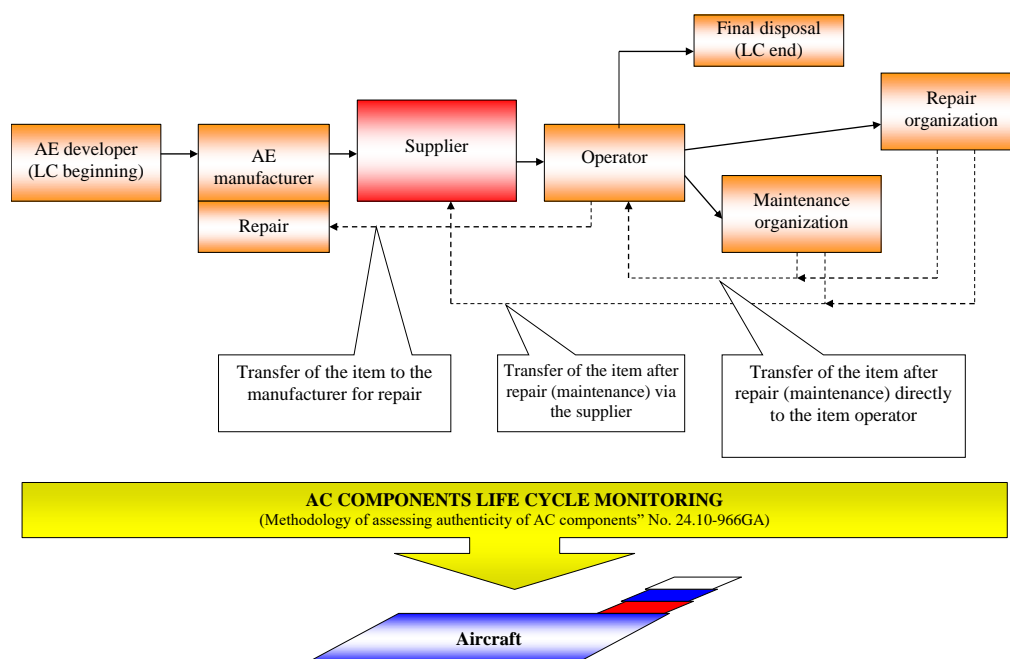 Final disposal
(LC end)
Repair
organization
AE developer
(LC beginning)
AE
manufacturer
Supplier
Operator
Repair
Maintenance
organization
Transfer of the item to the
manufacturer for repair
Transfer of the item after
repair (maintenance) via
the supplier
Transfer of the item after
repair (maintenance) directly
to the item operator
AC COMPONENTS LIFE CYCLE MONITORING
(Methodology of assessing authenticity of AC components” No. 24.10-966GA)
Aircraft